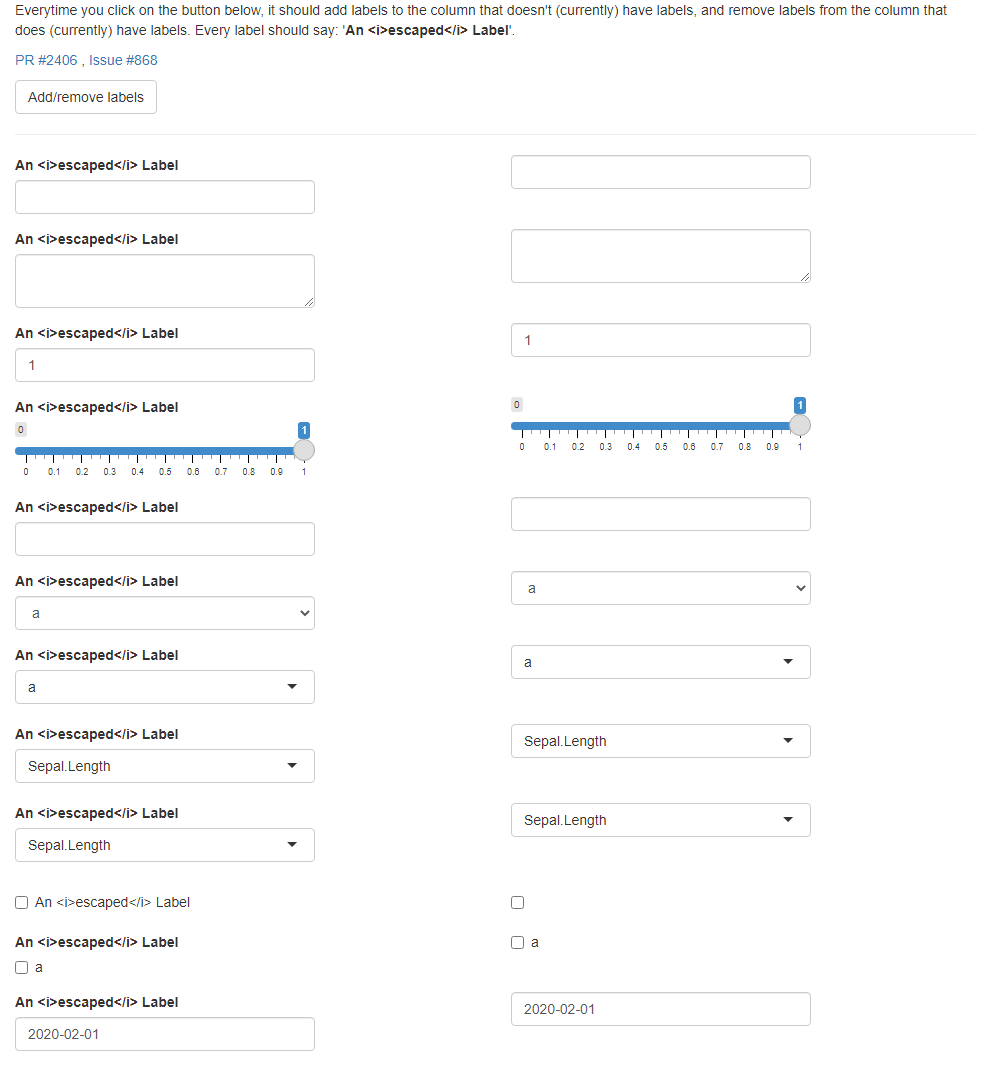 Everytime you click on the button below, it should add labels to the column that doesn't (currently) have labels, and remove labels from the column that
does (currently) have labels. Every label should say: 'An <i>escaped</i> Label'.
PR #2406 , Issue #868
Add/remove labels
An <i>escaped</i> Label
An <i>escaped</i> Label
An <i>escaped</i> Label
1
1
An <i>escaped</i> Label
0 1
0 0.1 0.2 0.3 0.4 0.5 0.6 0.7 0.8 0.9 1
0 1
0 0.1 0.2 0.3 0.4 0.5 0.6 0.7 0.8 0.9 1
An <i>escaped</i> Label
An <i>escaped</i> Label
a
a
An <i>escaped</i> Label
a
a
An <i>escaped</i> Label
Sepal.Length
Sepal.Length
An <i>escaped</i> Label
Sepal.Length
Sepal.Length
An <i>escaped</i> Label
An <i>escaped</i> Label
a
a
An <i>escaped</i> Label
2020-02-01
2020-02-01